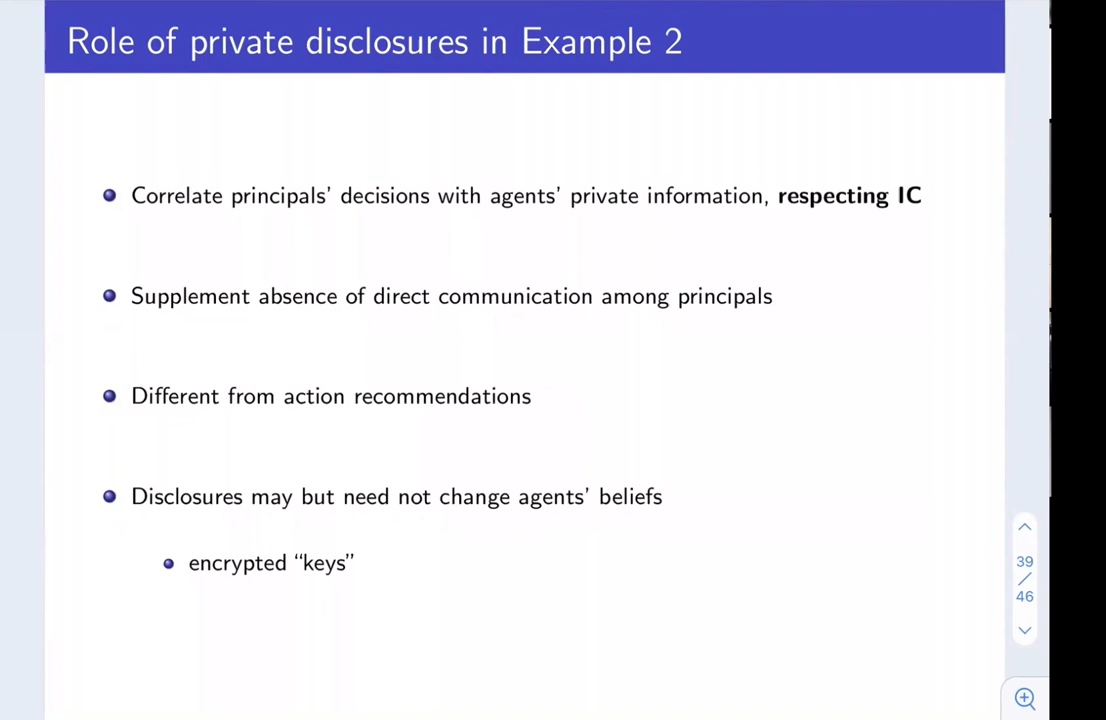 Role of private disclosures in Example 2
Correlate principals' decisions with agents' private information, respecting IC
Supplement absence of direct communication among principals
Different from action recommendations
Disclosures may but need not change agents' beliefs
encrypted “keys”
39
/
46